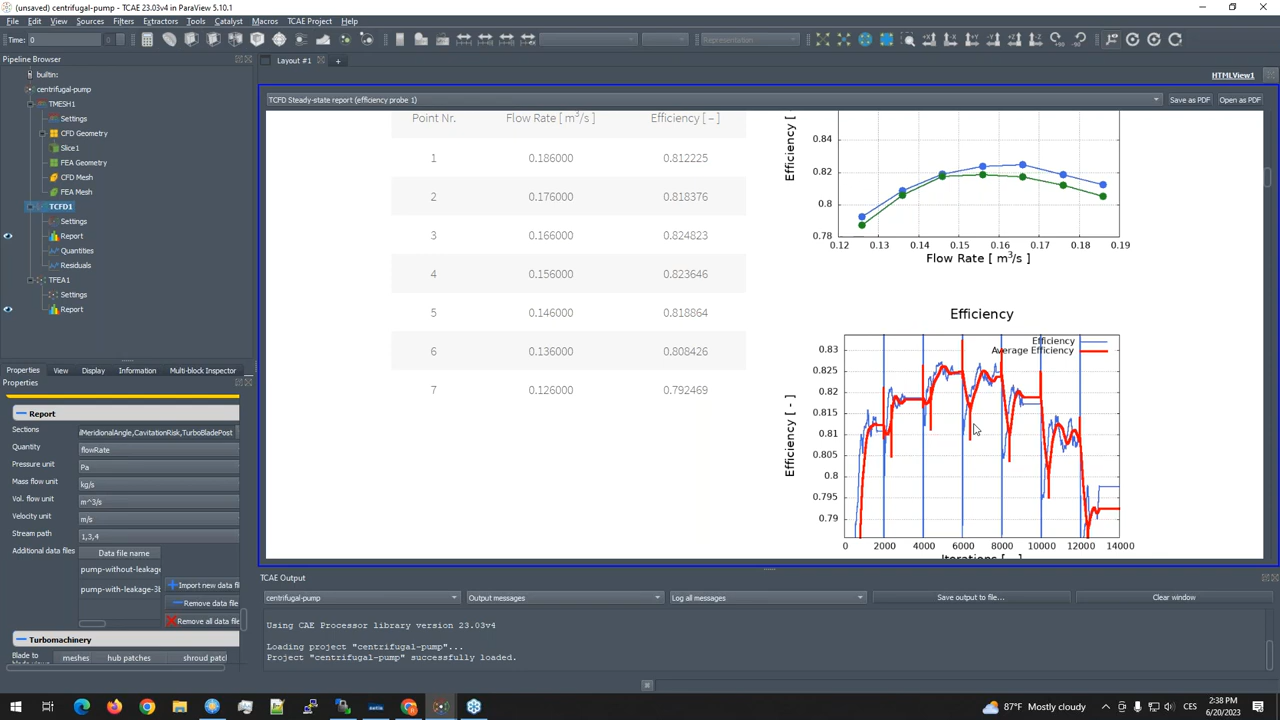 (unsaved) centrifugal-pump - TCAE 23.03v4 in ParaView 5.10.1
File Edit View Sources Filters Extractors Tools Catalyst Macros TCAE Project Help
Time: 0
Representation
Pipeline Browser
builtin:
centrifugal-pump
TMESH1
Settings
CFD Geometry
Slice1
FEA Geometry
CFD Mesh
FEA Mesh
TCFD1
Settings
Report
Quantities
Residuals
TFEA1
Settings
Report
Properties View Display Information Multi-block Inspector
Properties
Report
Sections iMeridionalAngle,CavitationRisk,TurboBladePost
Quantity flowRate
Pressure unit Pa
Mass flow unit kg/s
Vol. flow unit m^3/s
Velocity unit m/s
Stream path 1,3,4
Additional data files Data file name
pump-without-leakage
pump-with-leakage-3
Import new data fil
Remove data file
Remove all data file
Turbomachinery
Blade to
meshes hub patches shroud patc
Layout #1 +
HTMLView1
TCFD Steady-state report (efficiency probe 1)
Save as PDF Open as PDF
Point Nr. Flow Rate [ m³/s ] Efficiency [ – ]
1 0.186000 0.812225
2 0.176000 0.818376
3 0.166000 0.824823
4 0.156000 0.823646
5 0.146000 0.818864
6 0.136000 0.808426
7 0.126000 0.792469
Efficiency [
0.84
0.82
0.8
0.78
0.12 0.13 0.14 0.15 0.16 0.17 0.18 0.19
Flow Rate [ m³/s ]
Efficiency
Efficiency
Average Efficiency
Efficiency [ - ]
0.83
0.825
0.82
0.815
0.81
0.805
0.8
0.795
0.79
0 2000 4000 6000 8000 10000 12000 14000
Iterations [ - ]
TCAE Output
centrifugal-pump Output messages Log all messages Save output to file... Clear window
Using CAE Processor library version 23.03v4
Loading project "centrifugal-pump"...
Project "centrifugal-pump" successfully loaded.
87°F Mostly cloudy
CES
2:38 PM
6/20/2023